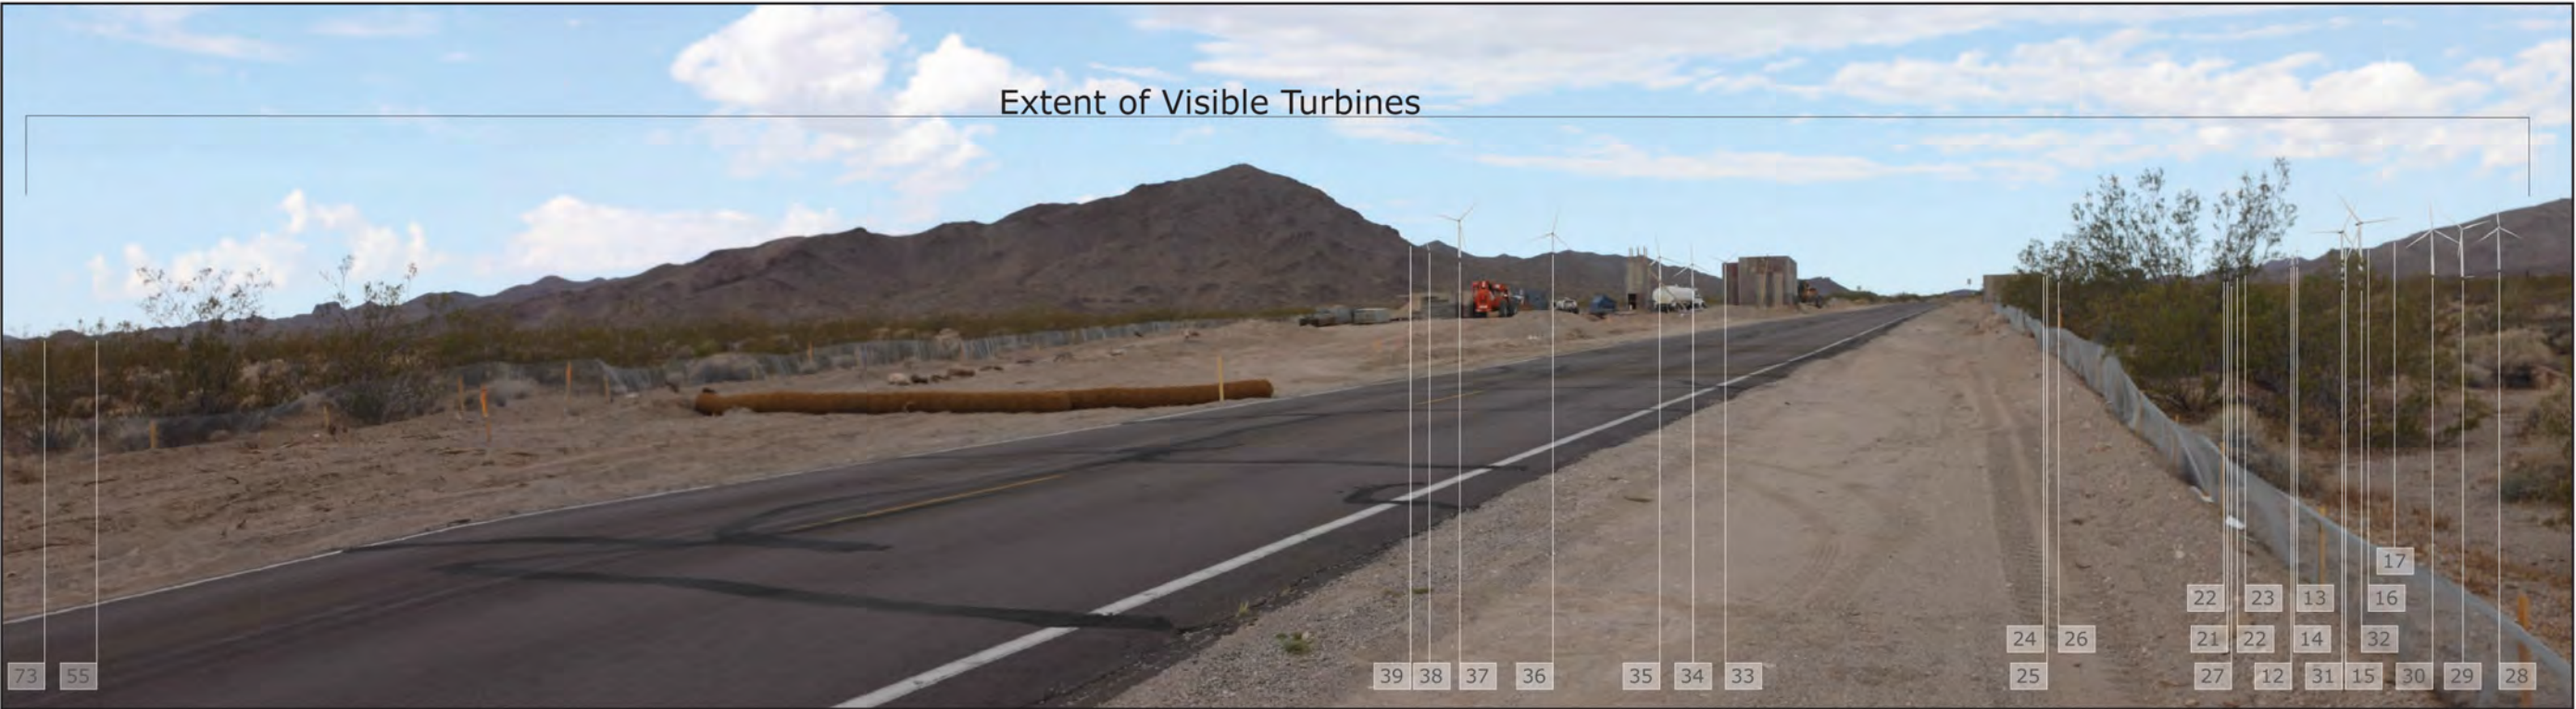 Extent of Visible Turbines
17
22 23 13 16
24 26 21 22 14 32
73 55 39 38 37 36 35 34 33 25 27 12 31 15 30 29 28